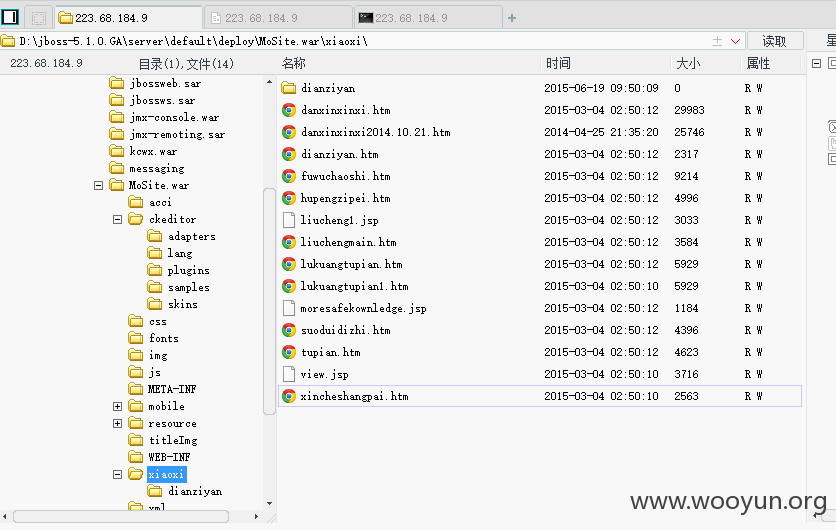 223.68.184.9 223.68.184.9 223.68.184.9 +
D:\jboss-5.1.0.GA\server\default\deploy\MoSite.war\xiaoxi\ 读取
223.68.184.9 目录(1),文件(14) 名称 时间 大小 属性
jbossweb.sar
jbossws.sar
jmx-console.war
jmx-remoting.sar
kcwx.war
messaging
MoSite.war
acci
ckeditor
adapters
lang
plugins
samples
skins
css
fonts
img
js
META-INF
mobile
resource
titleImg
WEB-INF
xiaoxi
dianziyan
xml
dianziyan 2015-06-19 09:50:09 0 R W
danxinxinxi.htm 2015-03-04 02:50:12 29983 R W
danxinxinxi2014.10.21.htm 2014-04-25 21:35:20 25746 R W
dianziyan.htm 2015-03-04 02:50:12 2317 R W
fuwuchaoshi.htm 2015-03-04 02:50:12 9214 R W
hupengzipei.htm 2015-03-04 02:50:12 4996 R W
liucheng1.jsp 2015-03-04 02:50:12 3033 R W
liuchengmain.htm 2015-03-04 02:50:12 3584 R W
lukuangtupian.htm 2015-03-04 02:50:12 5929 R W
lukuangtupian1.htm 2015-03-04 02:50:10 5929 R W
moresafekownledge.jsp 2015-03-04 02:50:12 1184 R W
suoduidizhi.htm 2015-03-04 02:50:12 4396 R W
tupian.htm 2015-03-04 02:50:12 4623 R W
view.jsp 2015-03-04 02:50:10 3716 R W
xincheshangpai.htm 2015-03-04 02:50:10 2563 R W
www.wooyun.org